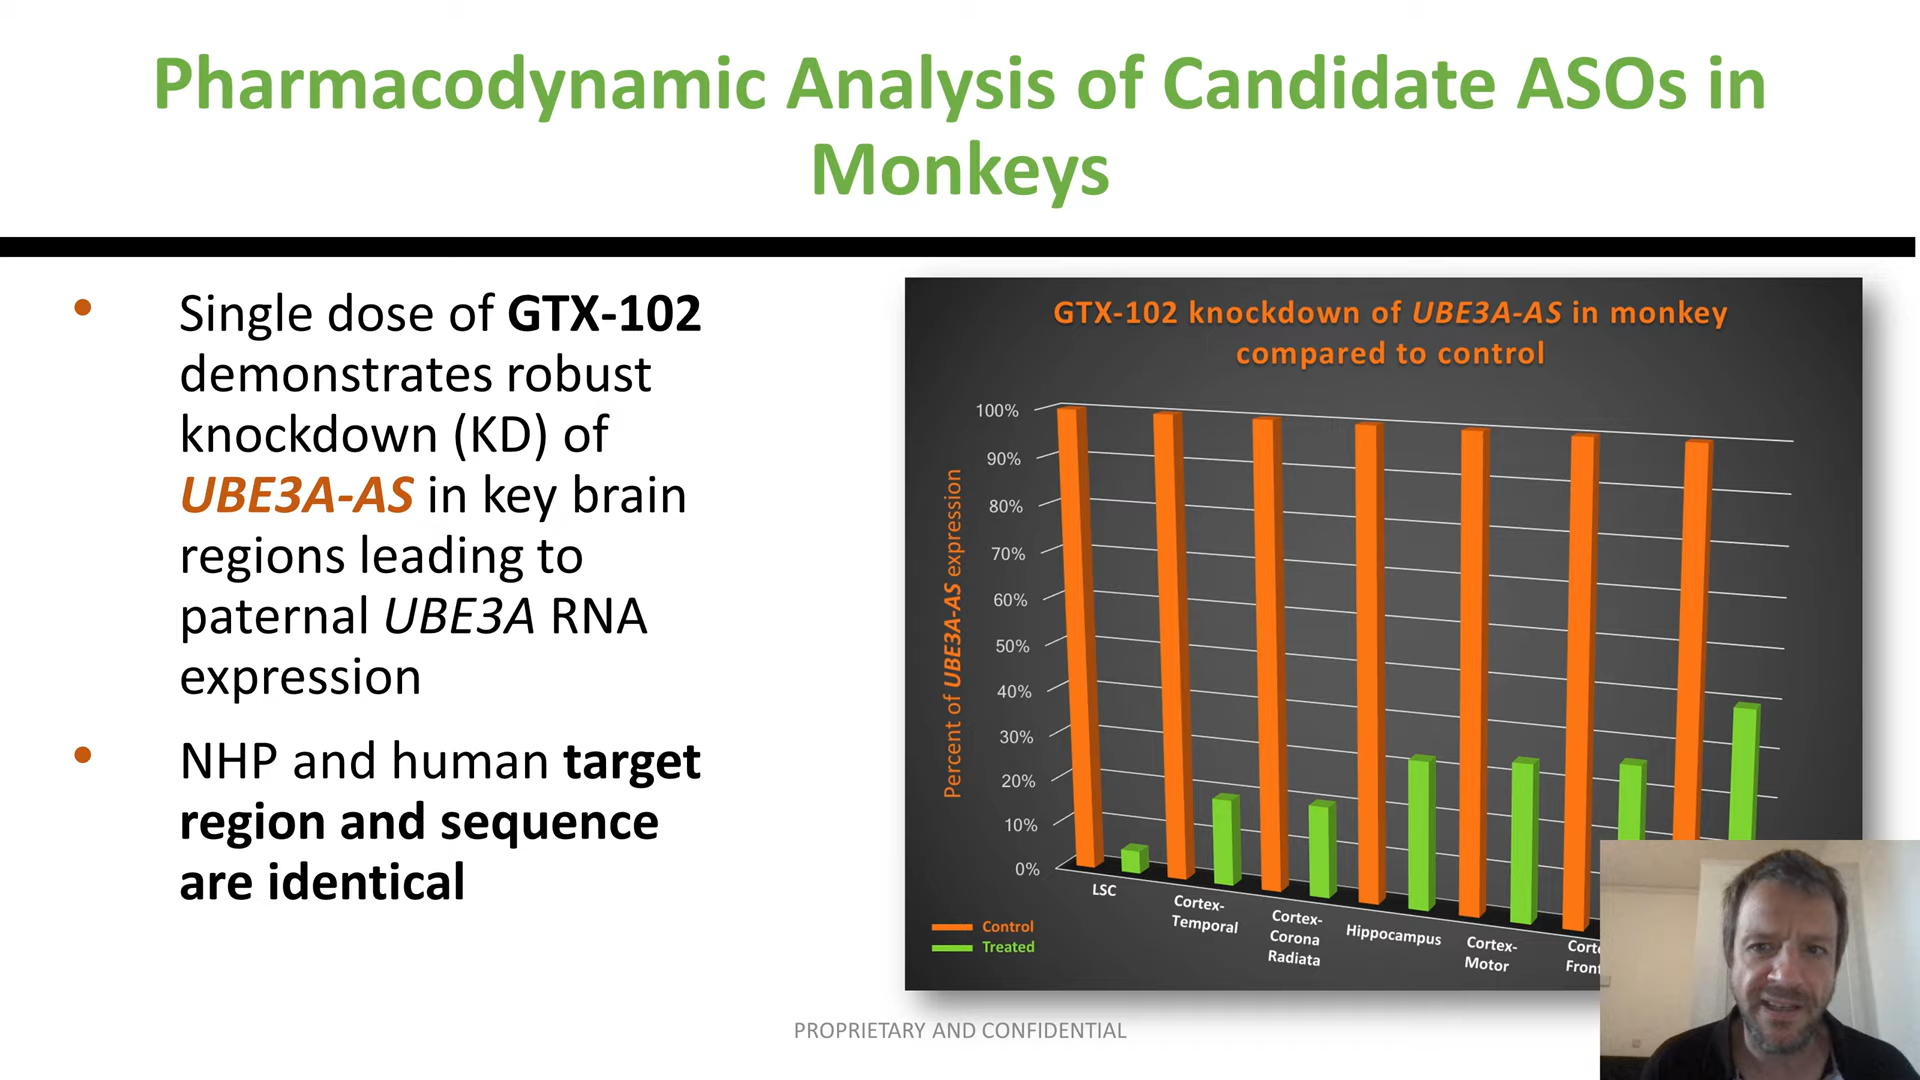 Pharmacodynamic Analysis of Candidate ASOs in
Monkeys
• Single dose of GTX-102
demonstrates robust
knockdown (KD) of
UBE3A-AS in key brain
regions leading to
paternal UBE3A RNA
expression
• NHP and human target
region and sequence
are identical
GTX-102 knockdown of UBE3A-AS in monkey
compared to control
Percent of UBE3A-AS expression
100%
90%
80%
70%
60%
50%
40%
30%
20%
10%
0%
LSC
Cortex-
Temporal
Cortex-
Corona
Radiata
Hippocampus
Cortex-
Motor
Control
Treated
PROPRIETARY AND CONFIDENTIAL